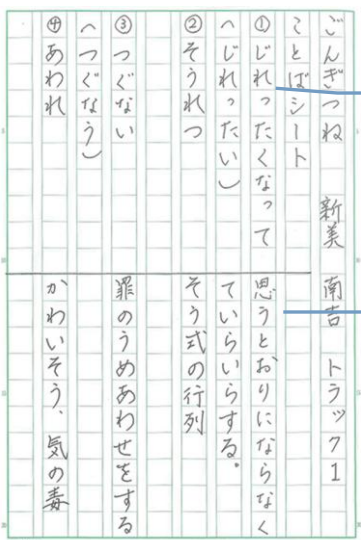 ごんぎつね　新美 南吉　トラック1
ことばシート
①じれったくなって
思うとおりにならなく
(じれったい)
ていらいらする。
②そうれつ
そう式の行列
③つぐない
罪のうめあわせをする
(つぐなう)
④あわれ
かわいそう、気の毒